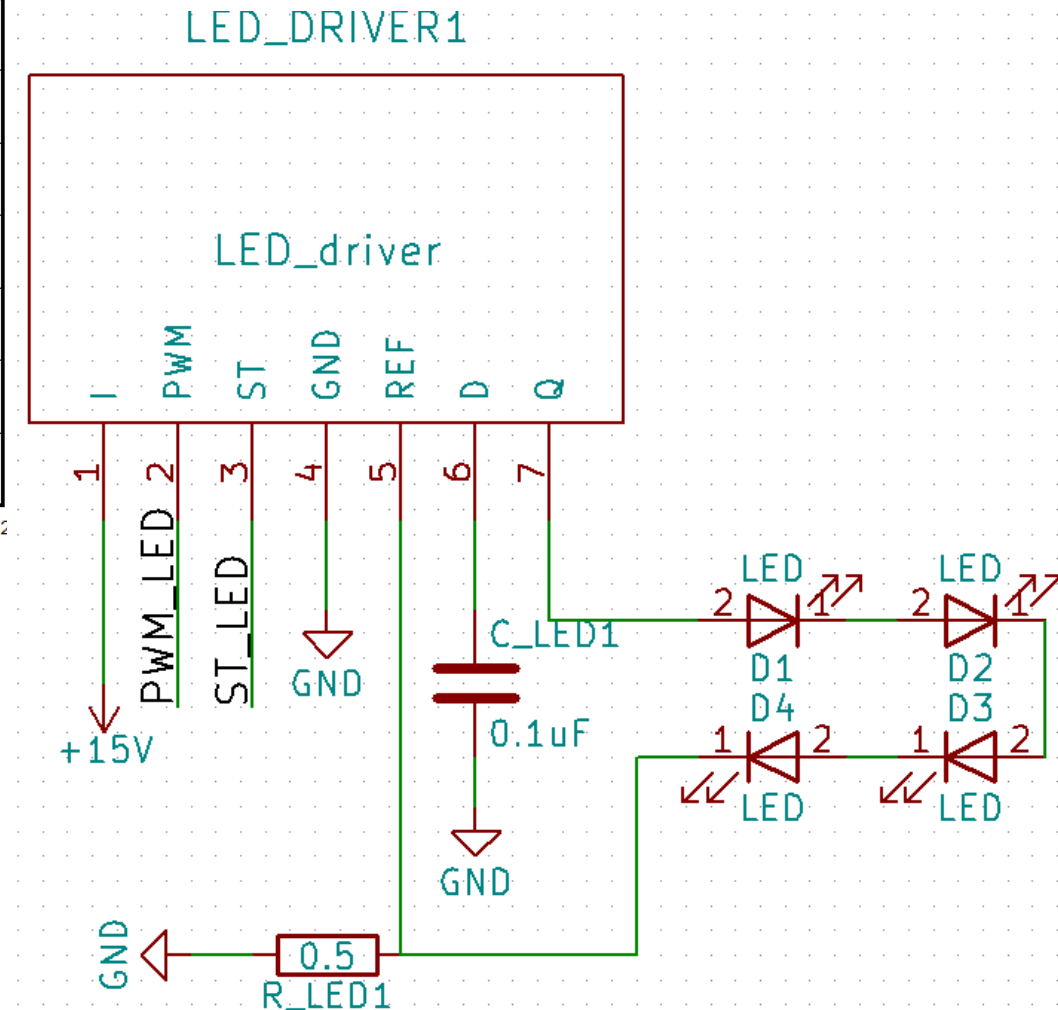 LED_DRIVER1
LED_driver
I
PWM
ST
GND
REF
D
Q
1
2
3
4
5
6
7
PWM_LED
ST_LED
+15V
GND
C_LED1
0.1uF
GND
LED
LED
2
1
2
1
D1
D2
D4
D3
1
2
1
2
LED
LED
GND
0.5
R_LED1
2